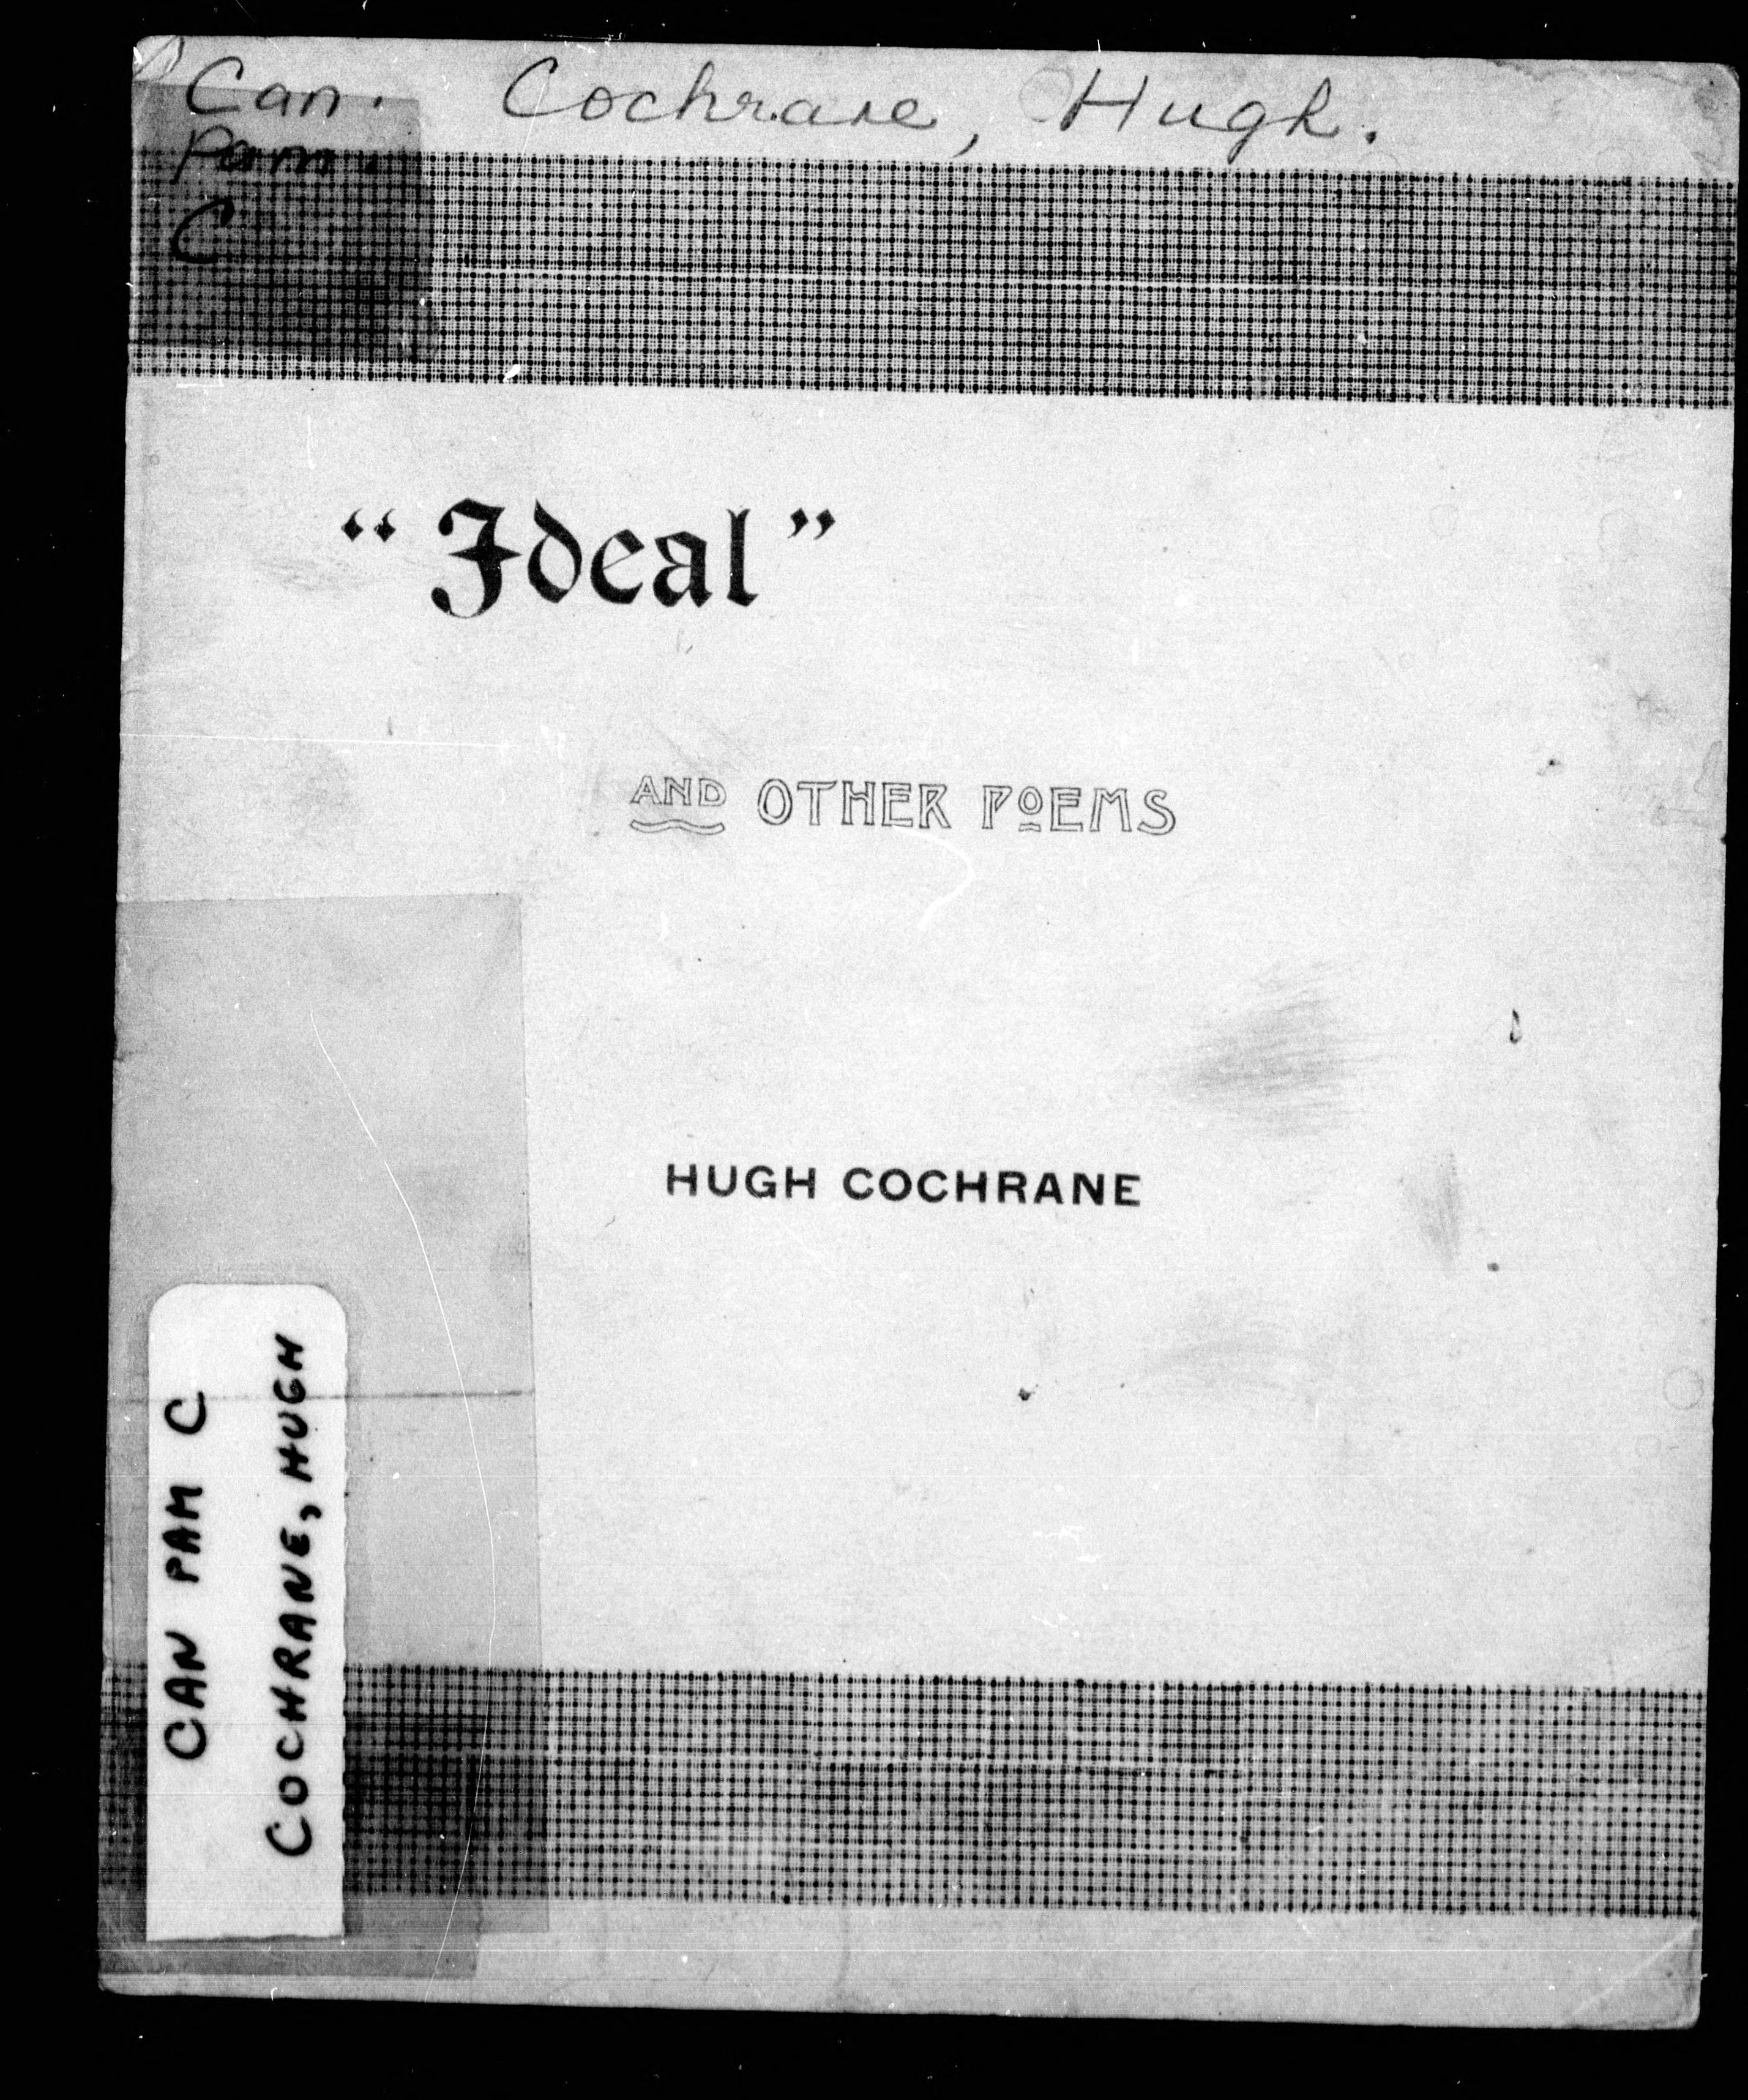 Can. Cochrane, Hugh.
Pam.
C
“Ideal”
AND OTHER POEMS
HUGH COCHRANE
CAN PAM C
COCHRANE, HUGH